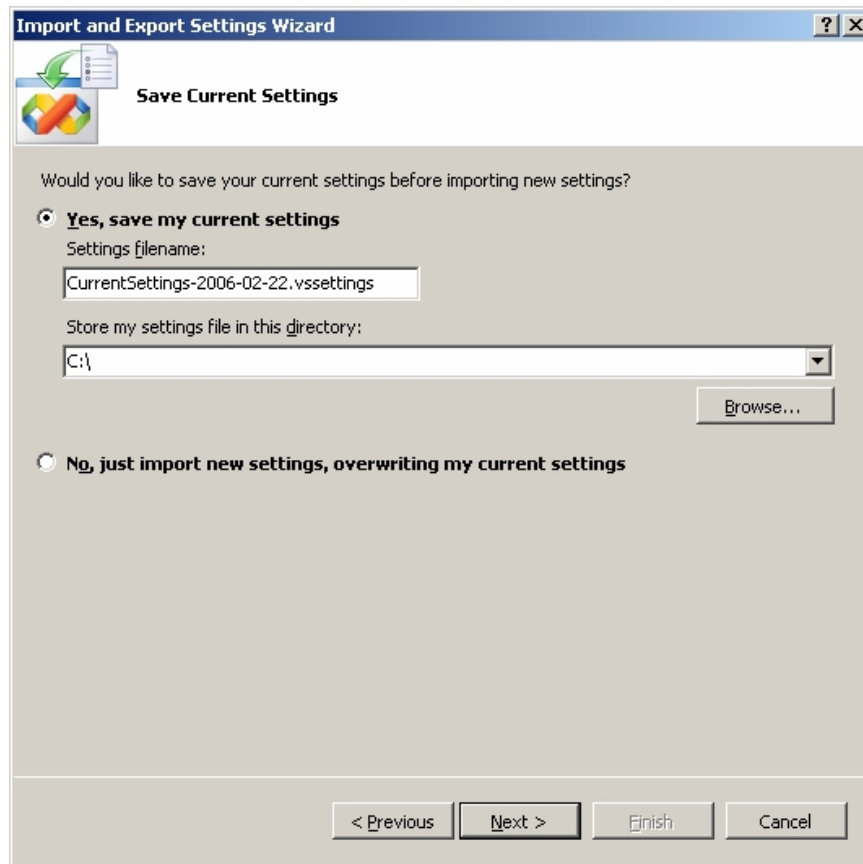 Import and Export Settings Wizard
Save Current Settings
Would you like to save your current settings before importing new settings?
Yes, save my current settings
Settings filename:
CurrentSettings-2006-02-22.vssettings
Store my settings file in this directory:
C:\
Browse...
No, just import new settings, overwriting my current settings
< Previous Next > Finish Cancel